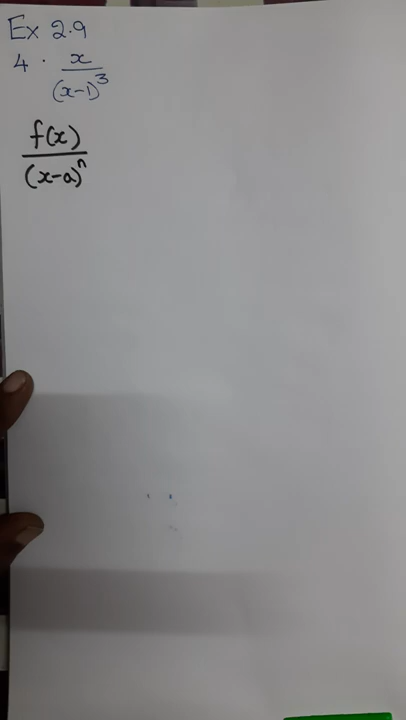 Ex 2.9
4. x/(x-1)^3
f(x)/(x-a)^n